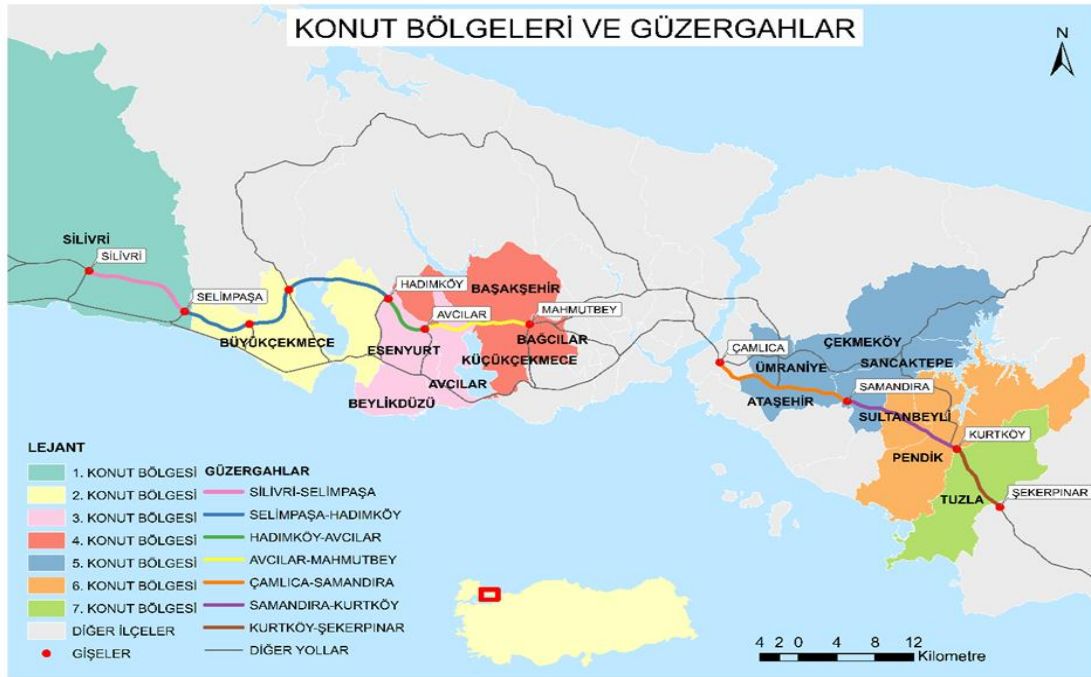 KONUT BÖLGELERİ VE GÜZERGAHLAR
N
SİLİVRİ
SİLİVRİ
SELİMPAŞA
BÜYÜKÇEKMECE
HADIMKÖY
BAŞAKŞEHİR
AVCILAR
MAHMUTBEY
BAĞCILAR
EŞENYURT
KÜÇÜKÇEKMECE
AVÇILAR
BEYLİKDÜZÜ
ÇAMLICA
ÇEKMEKÖY
ÜMRANİYE
SANCAKTEPE
SAMANDIRA
ATAŞEHİR
SULTANBEYLİ
KURTKÖY
PENDİK
TUZLA
ŞEKERPINAR
LEJANT
1. KONUT BÖLGESİ
2. KONUT BÖLGESİ
3. KONUT BÖLGESİ
4. KONUT BÖLGESİ
5. KONUT BÖLGESİ
6. KONUT BÖLGESİ
7. KONUT BÖLGESİ
DİĞER İLÇELER
GİŞELER
GÜZERGAHLAR
SİLİVRİ-SELİMPAŞA
SELİMPAŞA-HADIMKÖY
HADIMKÖY-AVCILAR
AVCILAR-MAHMUTBEY
ÇAMLICA-SAMANDIRA
SAMANDIRA-KURTKÖY
KURTKÖY-ŞEKERPINAR
DİĞER YOLLAR
4 2 0 4 8 12
Kilometre